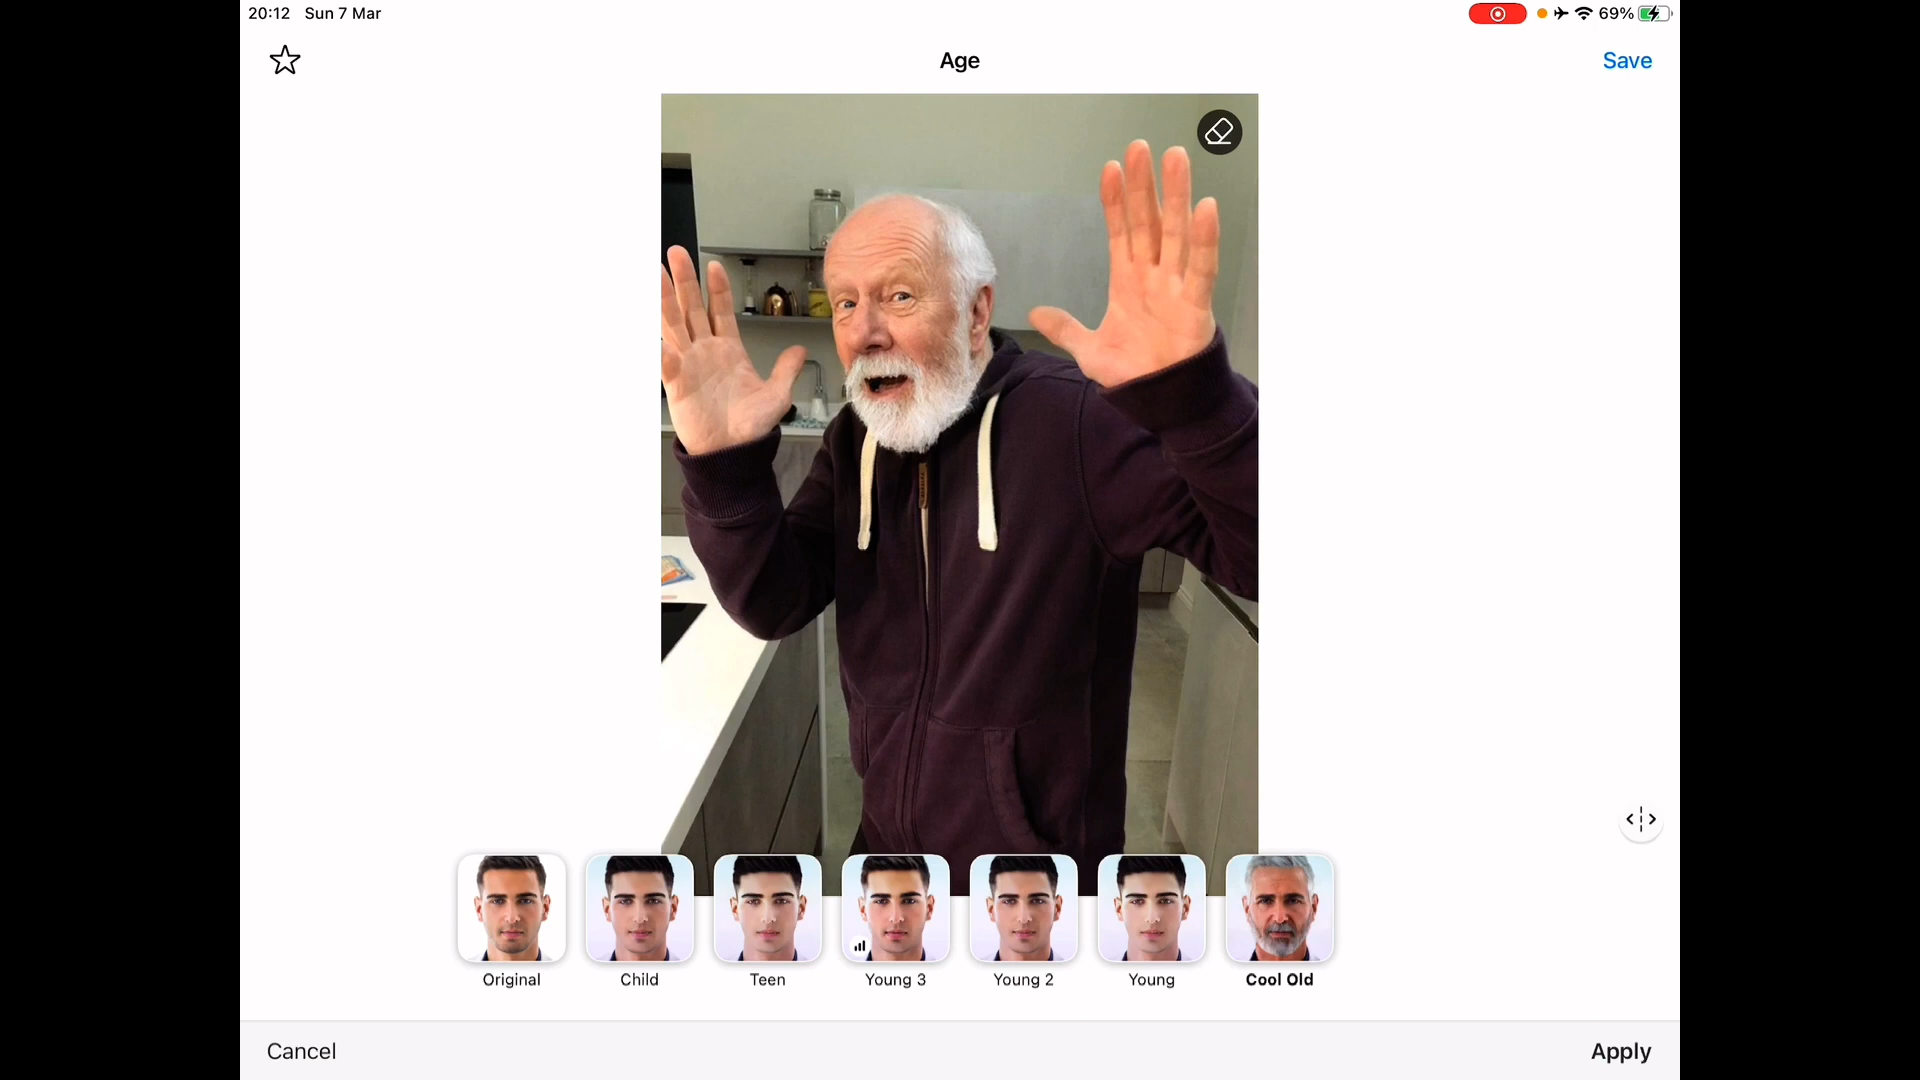 20:12 Sun 7 Mar
69%
Age
Save
Original
Child
Teen
Young 3
Young 2
Young
Cool Old
Cancel
Apply